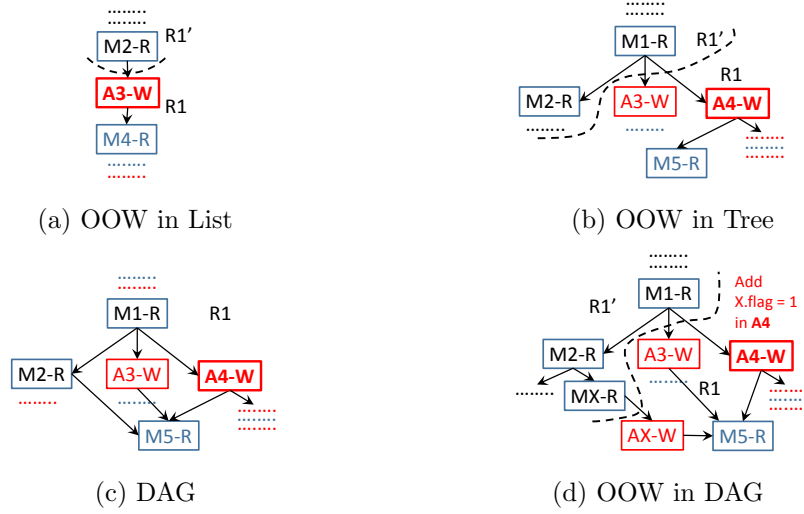 M2-R
R1'
A3-W
R1
M4-R
(a) OOW in List
M1-R
R1'
R1
M2-R
A3-W
A4-W
M5-R
(b) OOW in Tree
M1-R
R1
M2-R
A3-W
A4-W
M5-R
(c) DAG
R1'
M1-R
Add
X.flag = 1
in A4
M2-R
A3-W
A4-W
MX-R
R1
AX-W
M5-R
(d) OOW in DAG